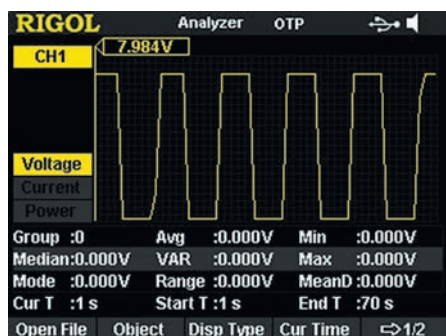 RIGOL Analyzer OTP
CH1 7.984V
Voltage
Current
Power
Group :0 Avg :0.000V Min :0.000V
Median:0.000V VAR :0.000V Max :0.000V
Mode :0.000V Range :0.000V MeanD:0.000V
Cur T :1 s Start T :1 s End T :70 s
Open File Object Disp Type Cur Time ⇨1/2